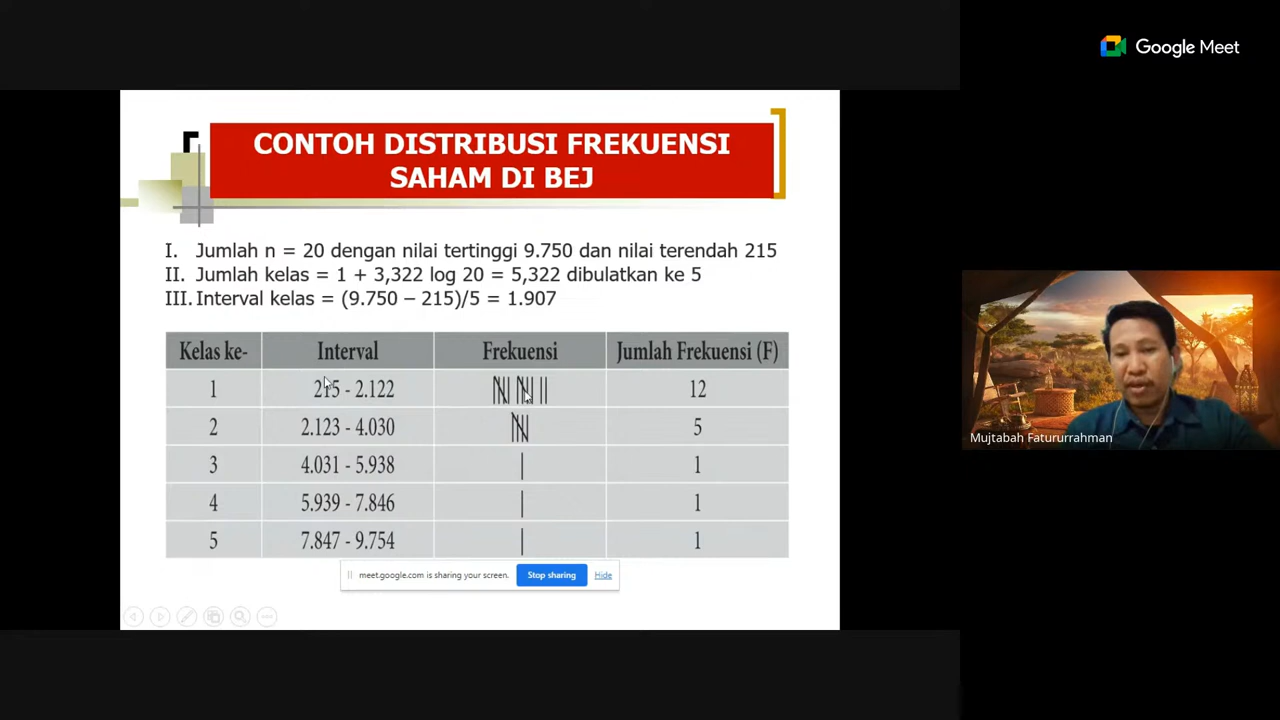 Google Meet
CONTOH DISTRIBUSI FREKUENSI
SAHAM DI BEJ
I. Jumlah n = 20 dengan nilai tertinggi 9.750 dan nilai terendah 215
II. Jumlah kelas = 1 + 3,322 log 20 = 5,322 dibulatkan ke 5
III. Interval kelas = (9.750 – 215)/5 = 1.907
Kelas ke- Interval Frekuensi Jumlah Frekuensi (F)
1 215 - 2.122 12
2 2.123 - 4.030 5
3 4.031 - 5.938 | 1
4 5.939 - 7.846 | 1
5 7.847 - 9.754 | 1
meet.google.com is sharing your screen. Stop sharing Hide
Mujtabah Fatururrahman